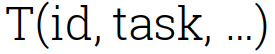 T(id, task, …)